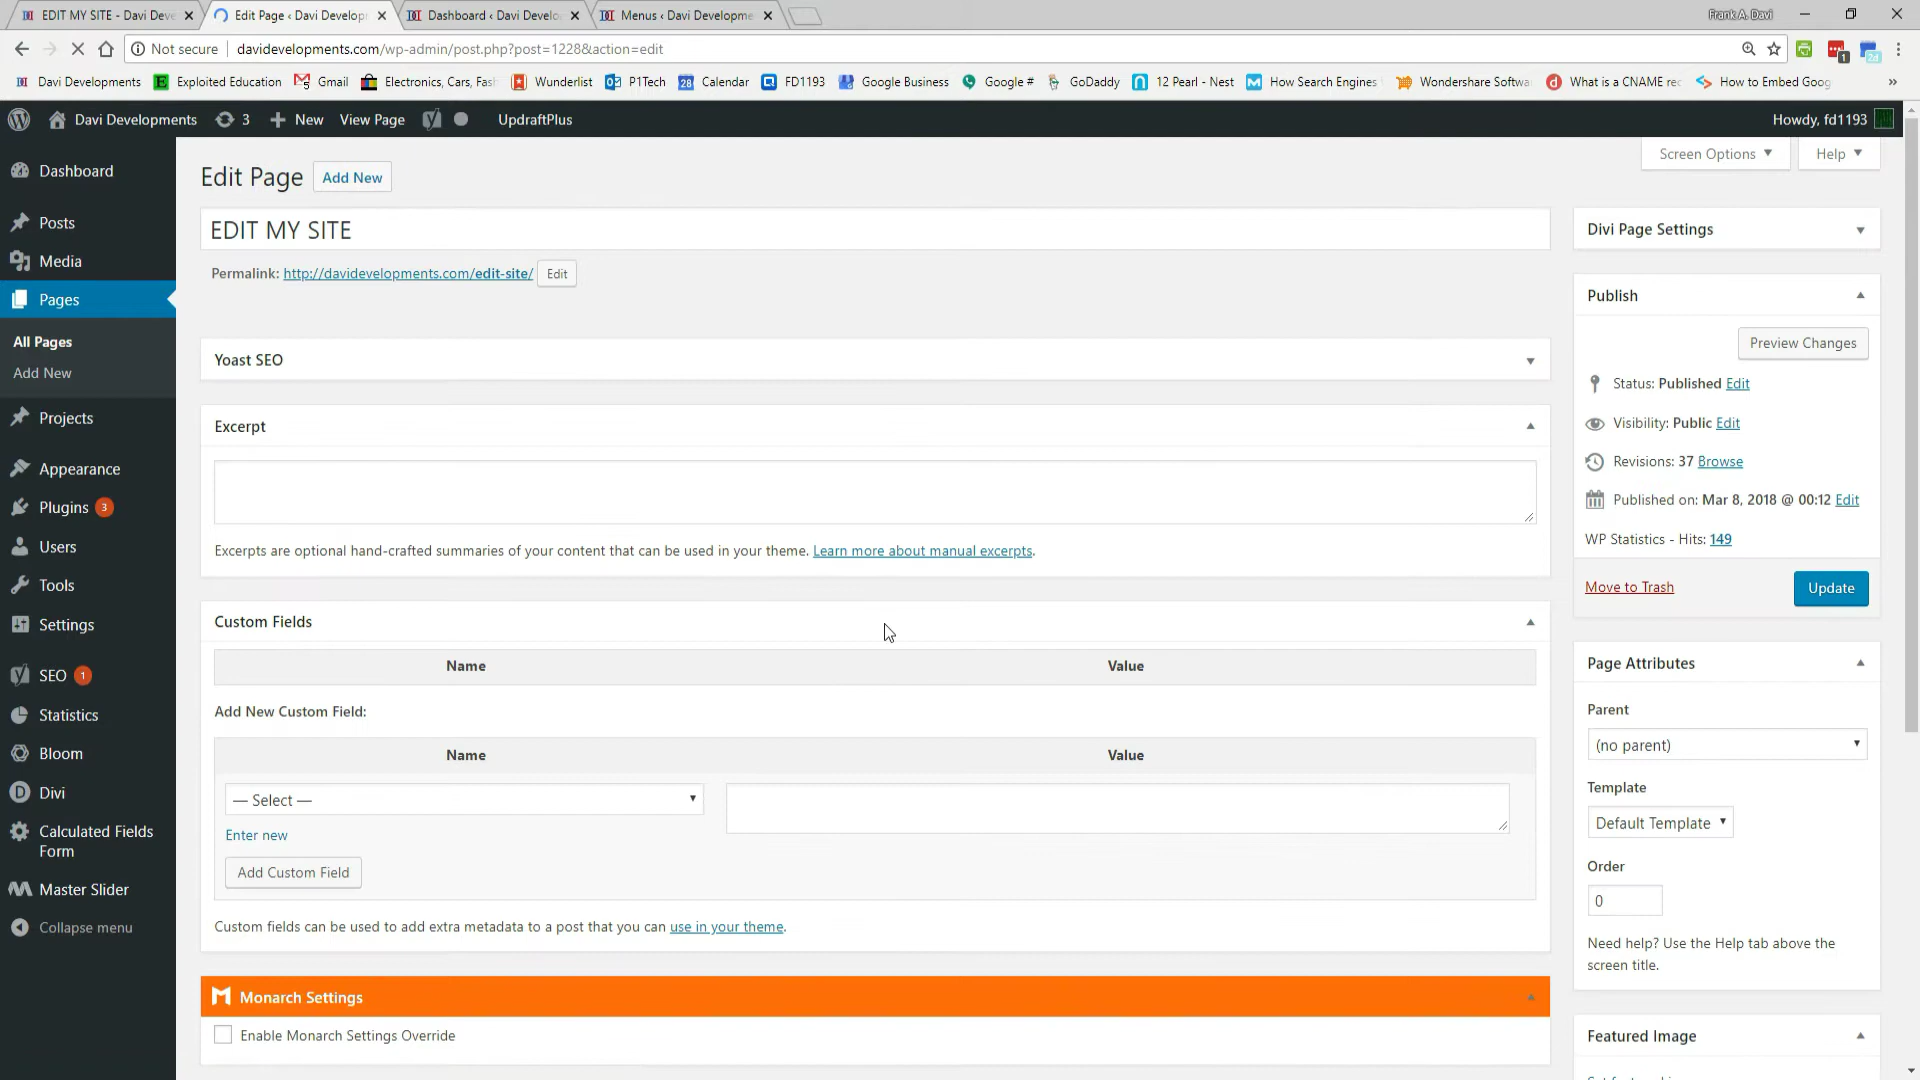 EDIT MY SITE - Davi Deve
Edit Page ‹ Davi Develop
Dashboard ‹ Davi Develo
Menus ‹ Davi Developme
Frank A. Davi
Not secure
davidevelopments.com/wp-admin/post.php?post=1228&action=edit
1
2d
Davi Developments
Exploited Education
Gmail
Electronics, Cars, Fash
Wunderlist
P1Tech
28
Calendar
FD1193
Google Business
Google #
GoDaddy
12 Pearl - Nest
How Search Engines
Wondershare Softwa
What is a CNAME rec
How to Embed Goog
»
Davi Developments
3
New
View Page
UpdraftPlus
Howdy, fd1193
Dashboard
Posts
Media
Pages
All Pages
Add New
Projects
Appearance
Plugins 3
Users
Tools
Settings
SEO 1
Statistics
Bloom
Divi
Calculated Fields
Form
Master Slider
Collapse menu
Screen Options
Help
Edit Page
Add New
EDIT MY SITE
Permalink: http://davidevelopments.com/edit-site/ Edit
Yoast SEO
Excerpt
Excerpts are optional hand-crafted summaries of your content that can be used in your theme. Learn more about manual excerpts.
Custom Fields
Name Value
Add New Custom Field:
Name Value
— Select —
Enter new
Add Custom Field
Custom fields can be used to add extra metadata to a post that you can use in your theme.
Monarch Settings
Enable Monarch Settings Override
Divi Page Settings
Publish
Preview Changes
Status: Published Edit
Visibility: Public Edit
Revisions: 37 Browse
Published on: Mar 8, 2018 @ 00:12 Edit
WP Statistics - Hits: 149
Move to Trash
Update
Page Attributes
Parent
(no parent)
Template
Default Template
Order
0
Need help? Use the Help tab above the
screen title.
Featured Image